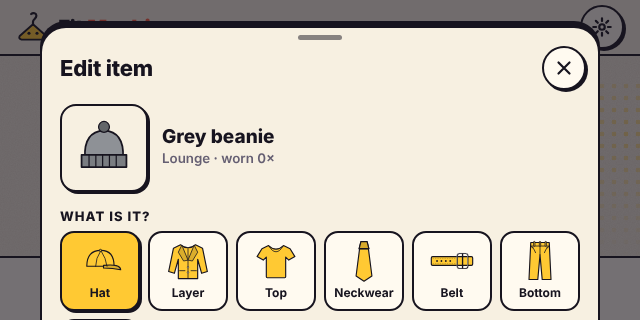 Edit item
Grey beanie
Lounge · worn 0×
WHAT IS IT?
Hat
Layer
Top
Neckwear
Belt
Bottom